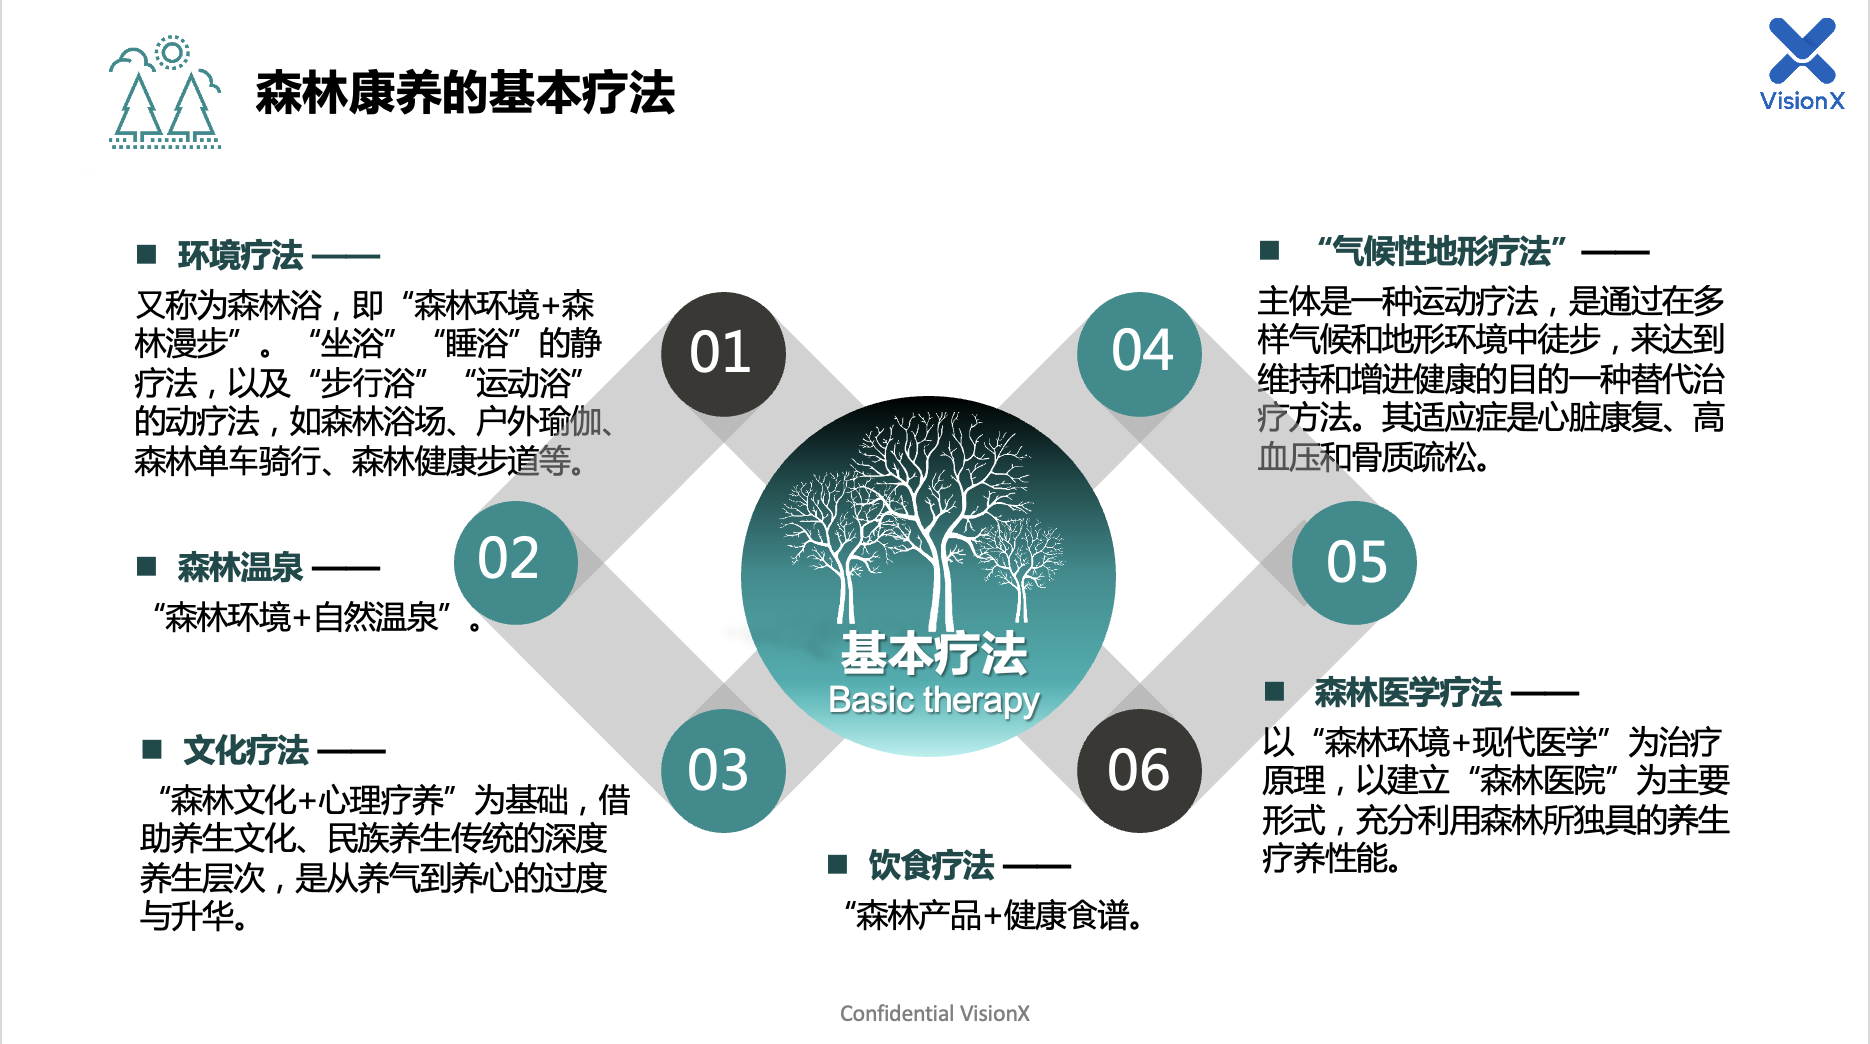 森林康养的基本疗法
VisionX
■ 环境疗法 ——
又称为森林浴，即“森林环境+森
林漫步”。“坐浴”“睡浴”的静
疗法，以及“步行浴”“运动浴”
的动疗法，如森林浴场、户外瑜伽、
森林单车骑行、森林健康步道等。
■ 森林温泉 ——
“森林环境+自然温泉”。
■ 文化疗法 ——
“森林文化+心理疗养”为基础，借
助养生文化、民族养生传统的深度
养生层次，是从养气到养心的过度
与升华。
01
02
03
基本疗法
Basic therapy
04
05
06
■ “气候性地形疗法” ——
主体是一种运动疗法，是通过在多
样气候和地形环境中徒步，来达到
维持和增进健康的目的一种替代治
疗方法。其适应症是心脏康复、高
血压和骨质疏松。
■ 森林医学疗法 ——
以“森林环境+现代医学”为治疗
原理，以建立“森林医院”为主要
形式，充分利用森林所独具的养生
疗养性能。
■ 饮食疗法 ——
“森林产品+健康食谱。
Confidential VisionX